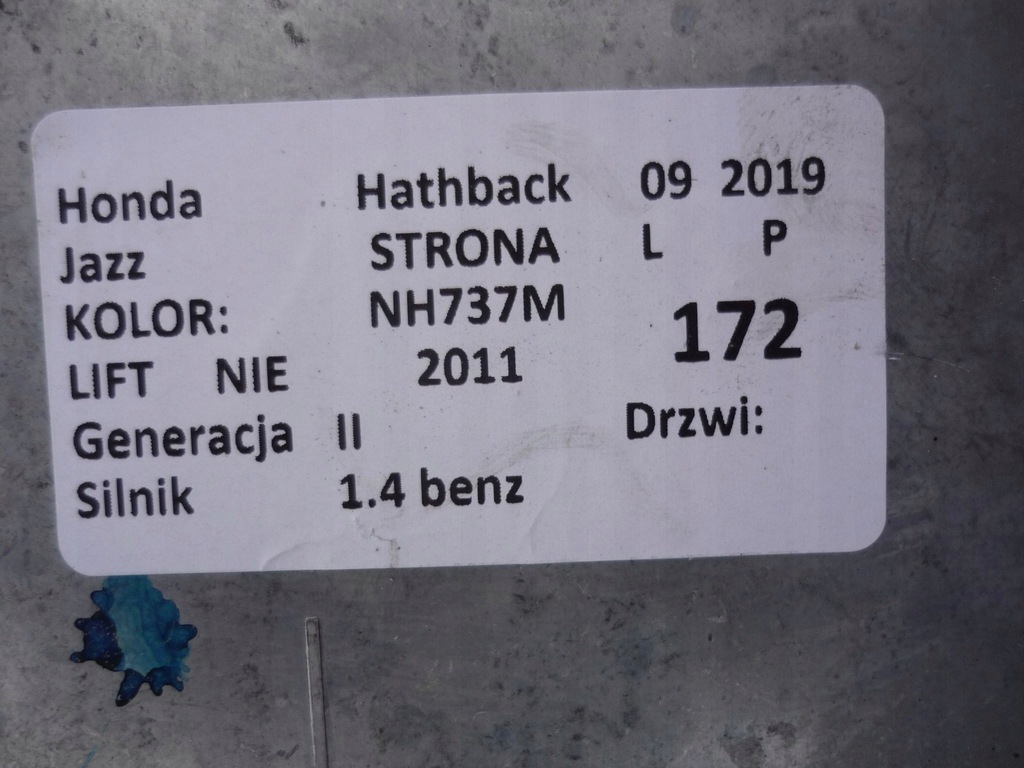 Honda Hathback 09 2019
Jazz STRONA L P
KOLOR: NH737M 172
LIFT NIE 2011
Generacja II Drzwi:
Silnik 1.4 benz